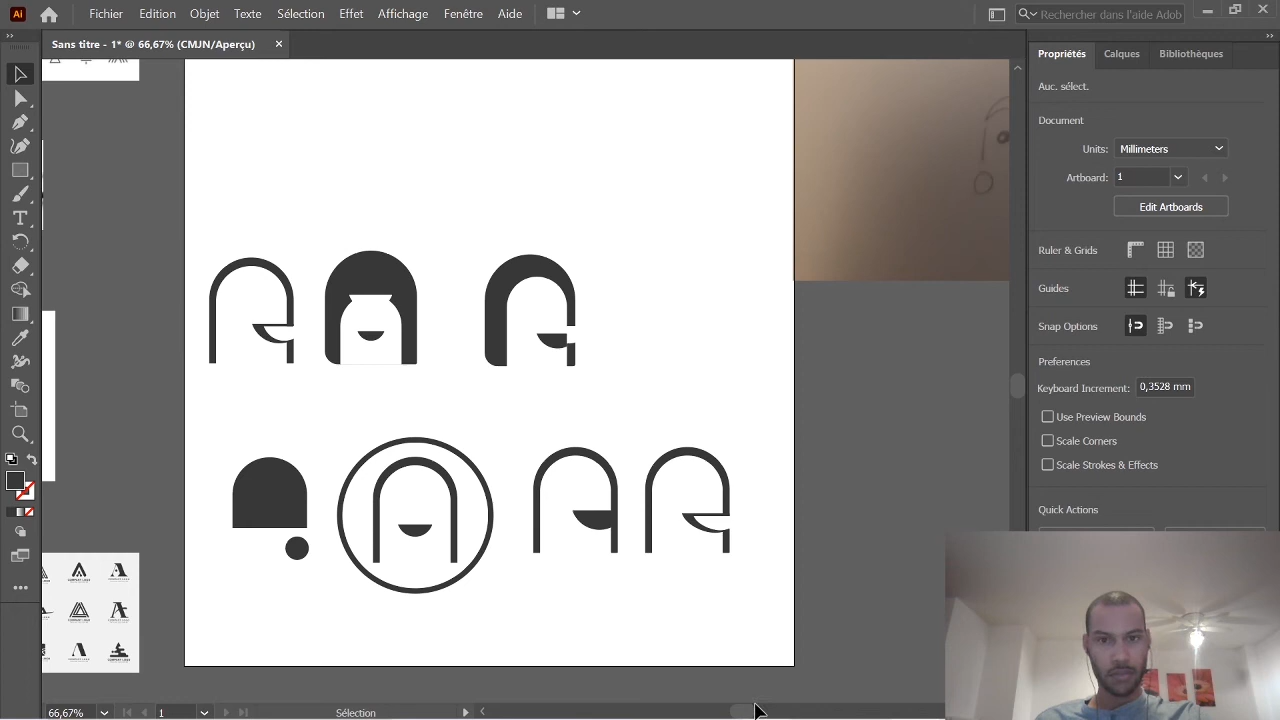 Ai
Fichier Edition Objet Texte Sélection Effet Affichage Fenêtre Aide
Rechercher dans l'aide Adob
Sans titre - 1* @ 66,67% (CMJN/Aperçu)
Propriétés Calques Bibliothèques
Auc. sélect.
Document
Units: Millimeters
Artboard: 1
Edit Artboards
Ruler & Grids
Guides
Snap Options
Preferences
Keyboard Increment: 0,3528 mm
Use Preview Bounds
Scale Corners
Scale Strokes & Effects
Quick Actions
66,67% 1 Sélection